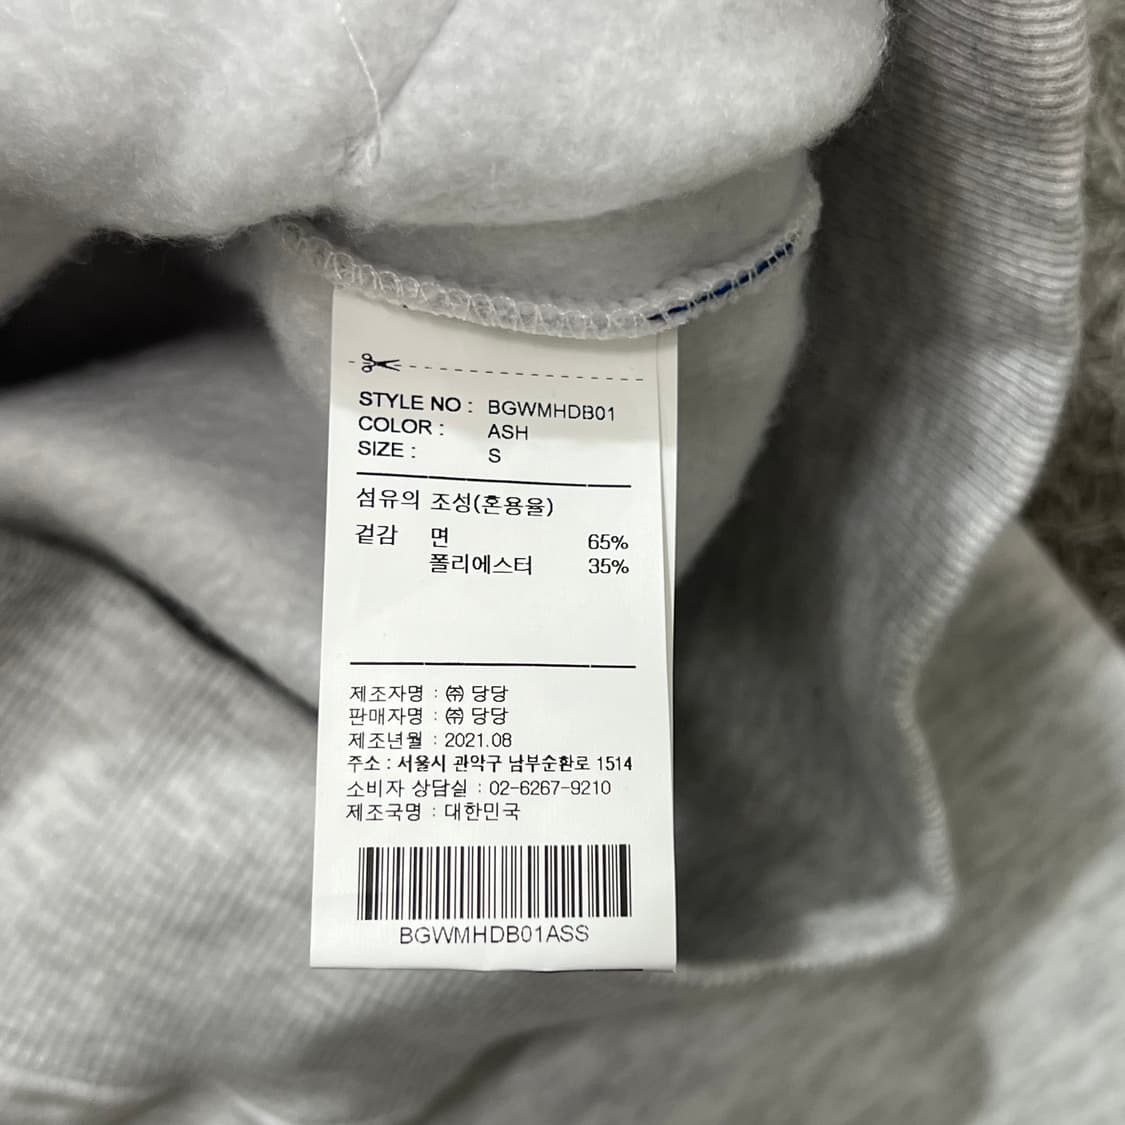 STYLE NO : BGWMHDB01
COLOR : ASH
SIZE : S
섬유의 조성(혼용율)
겉감 면 65%
폴리에스터 35%
제조자명 : ㈜ 당당
판매자명 : ㈜ 당당
제조년월 : 2021.08
주소 : 서울시 관악구 남부순환로 1514
소비자 상담실 : 02-6267-9210
제조국명 : 대한민국
BGWMHDB01ASS